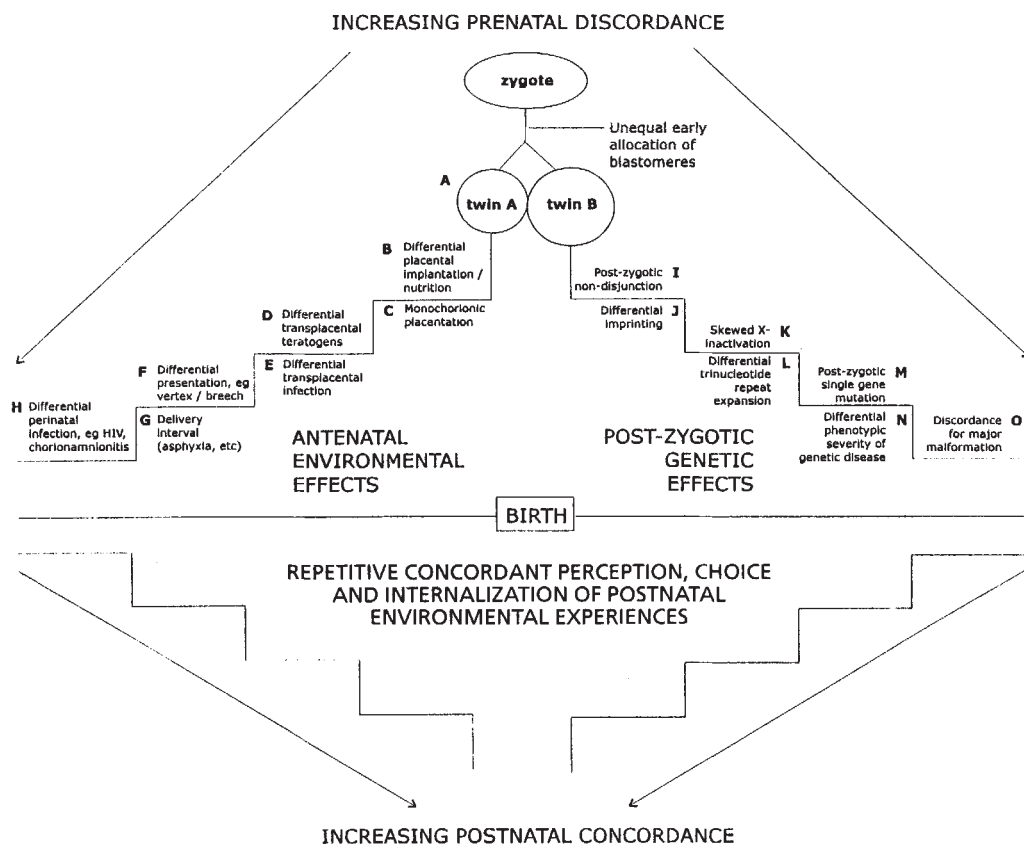 INCREASING PRENATAL DISCORDANCE
zygote
Unequal early
allocation of
blastomeres
A
twin A
twin B
B Differential
placental
implantation /
nutrition
C Monochorionic
placentation
D Differential
transplacental
teratogens
E Differential
transplacental
infection
F Differential
presentation, eg
vertex / breech
G Delivery
interval
(asphyxia, etc)
H Differential
perinatal
infection, eg HIV,
chorionamnionitis
Post-zygotic I
non-disjunction
Differential J
imprinting
Skewed X- K
inactivation
Differential L
trinucleotide
repeat
expansion
Post-zygotic M
single gene
mutation
Differential N
phenotypic
severity of
genetic disease
Discordance O
for major
malformation
ANTENATAL
ENVIRONMENTAL
EFFECTS
POST-ZYGOTIC
GENETIC
EFFECTS
BIRTH
REPETITIVE CONCORDANT PERCEPTION, CHOICE
AND INTERNALIZATION OF POSTNATAL
ENVIRONMENTAL EXPERIENCES
INCREASING POSTNATAL CONCORDANCE